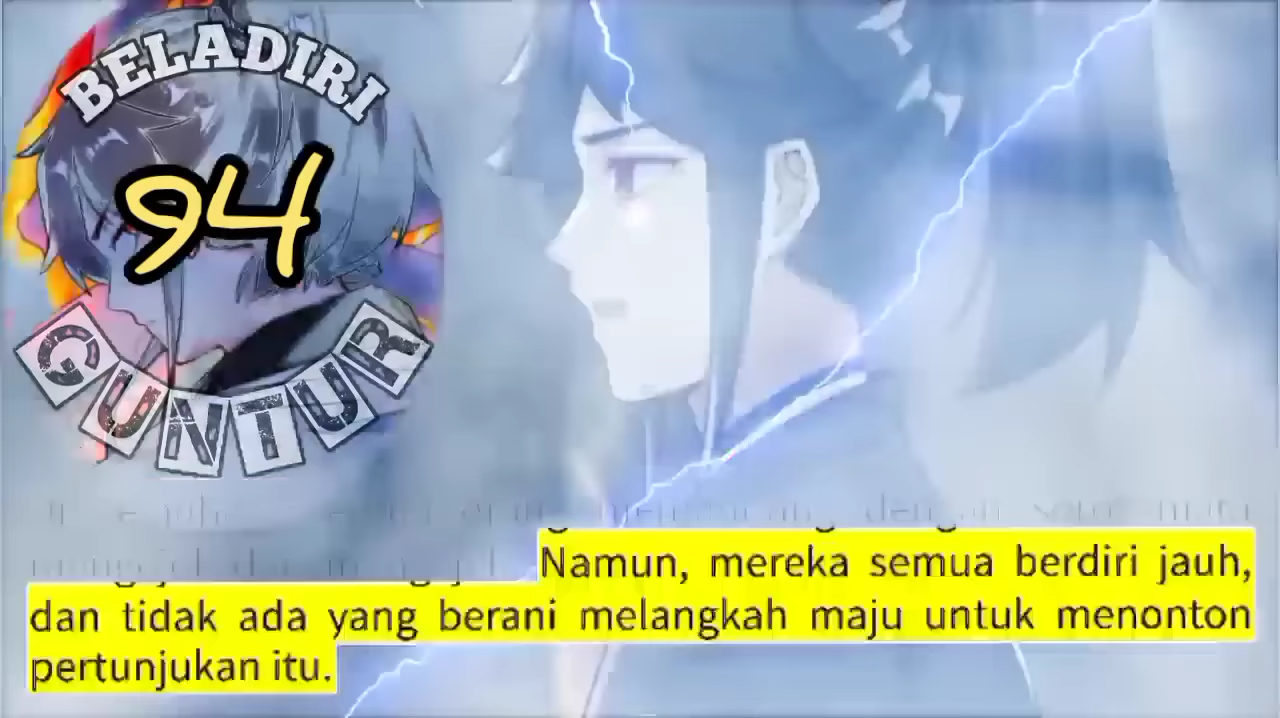 BELADIRI
94
GUNTUR
Namun, mereka semua berdiri jauh,
dan tidak ada yang berani melangkah maju untuk menonton
pertunjukan itu.